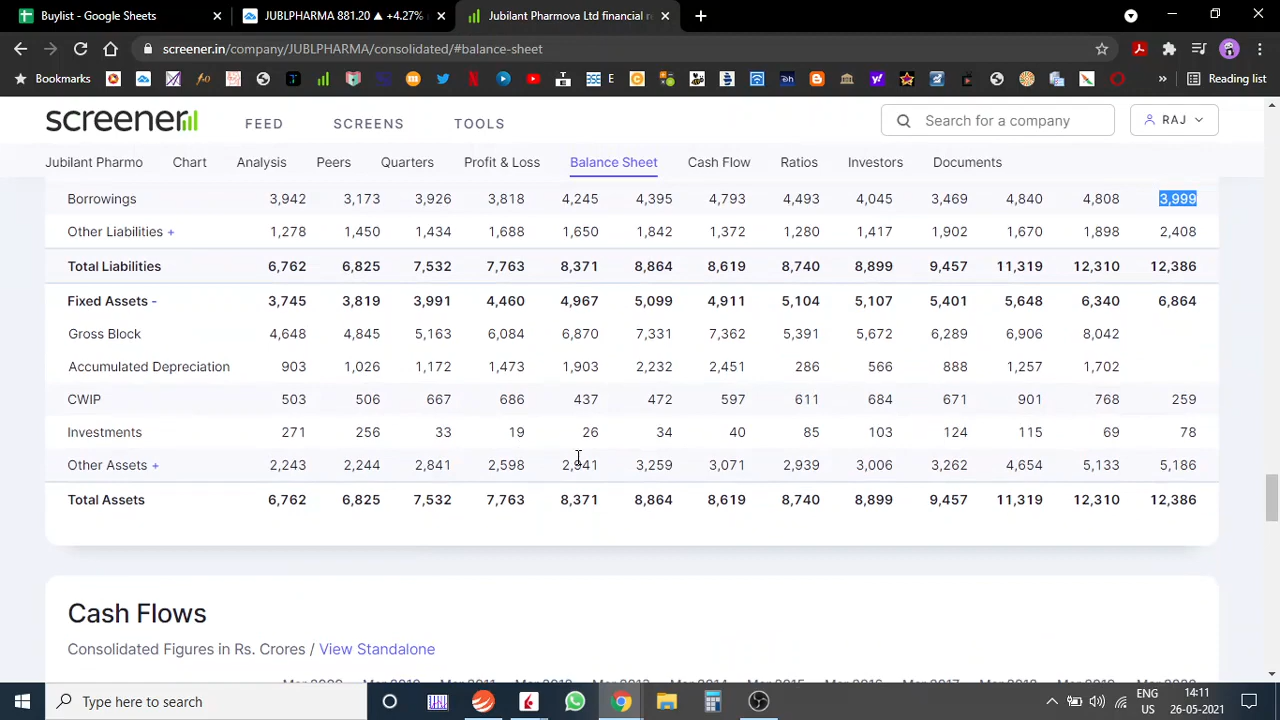 Buylist - Google Sheets
JUBLPHARMA 881.20 ▲ +4.27%
Jubilant Pharmova Ltd financial r
screener.in/company/JUBLPHARMA/consolidated/#balance-sheet
Bookmarks
Reading list
screener
FEED SCREENS TOOLS
Search for a company
RAJ
Jubilant Pharmo Chart Analysis Peers Quarters Profit & Loss Balance Sheet Cash Flow Ratios Investors Documents
Borrowings 3,942 3,173 3,926 3,818 4,245 4,395 4,793 4,493 4,045 3,469 4,840 4,808 3,999
Other Liabilities + 1,278 1,450 1,434 1,688 1,650 1,842 1,372 1,280 1,417 1,902 1,670 1,898 2,408
Total Liabilities 6,762 6,825 7,532 7,763 8,371 8,864 8,619 8,740 8,899 9,457 11,319 12,310 12,386
Fixed Assets - 3,745 3,819 3,991 4,460 4,967 5,099 4,911 5,104 5,107 5,401 5,648 6,340 6,864
Gross Block 4,648 4,845 5,163 6,084 6,870 7,331 7,362 5,391 5,672 6,289 6,906 8,042
Accumulated Depreciation 903 1,026 1,172 1,473 1,903 2,232 2,451 286 566 888 1,257 1,702
CWIP 503 506 667 686 437 472 597 611 684 671 901 768 259
Investments 271 256 33 19 26 34 40 85 103 124 115 69 78
Other Assets + 2,243 2,244 2,841 2,598 2,941 3,259 3,071 2,939 3,006 3,262 4,654 5,133 5,186
Total Assets 6,762 6,825 7,532 7,763 8,371 8,864 8,619 8,740 8,899 9,457 11,319 12,310 12,386
Cash Flows
Consolidated Figures in Rs. Crores / View Standalone
Type here to search
ENG
IN
14:11
26-05-2021